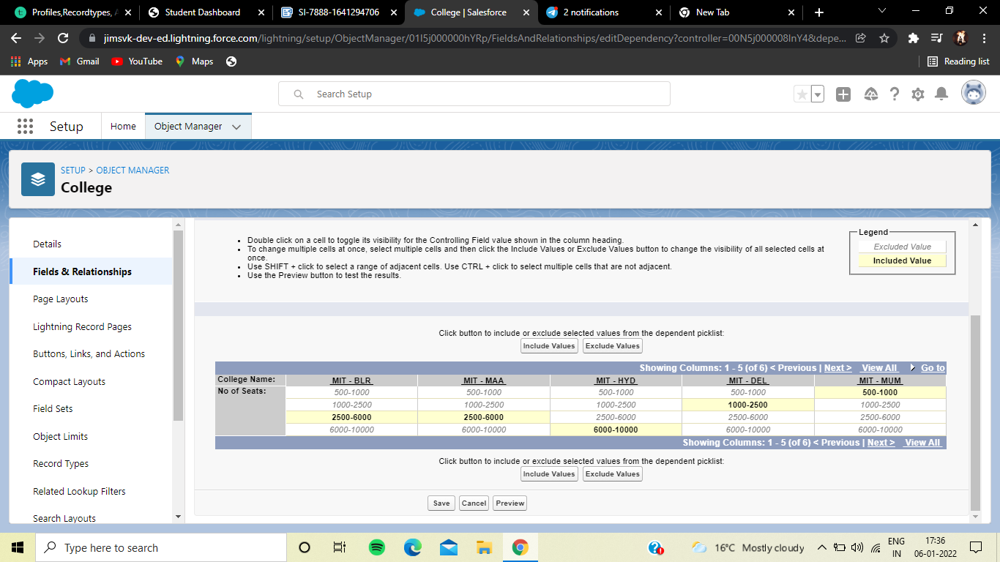 Profiles,Recordtypes, 
Student Dashboard
SI-7888-1641294706
College | Salesforce
2 notifications
New Tab
jimsvk-dev-ed.lightning.force.com/lightning/setup/ObjectManager/01I5j000000hYRp/FieldsAndRelationships/editDependency?controller=00N5j000008lnY4&depe...
Apps
Gmail
YouTube
Maps
Reading list
Search Setup
Setup
Home
Object Manager
SETUP > OBJECT MANAGER
College
Details
Fields & Relationships
Page Layouts
Lightning Record Pages
Buttons, Links, and Actions
Compact Layouts
Field Sets
Object Limits
Record Types
Related Lookup Filters
Search Layouts
Double click on a cell to toggle its visibility for the Controlling Field value shown in the column heading.
To change multiple cells at once, select multiple cells and then click the Include Values or Exclude Values button to change the visibility of all selected cells at
once.
Use SHIFT + click to select a range of adjacent cells. Use CTRL + click to select multiple cells that are not adjacent.
Use the Preview button to test the results.
Legend
Excluded Value
Included Value
Click button to include or exclude selected values from the dependent picklist:
Include Values Exclude Values
Showing Columns: 1 - 5 (of 6) < Previous | Next > View All Go to
College Name: MIT - BLR MIT - MAA MIT - HYD MIT - DEL MIT - MUM
No of Seats: 500-1000 500-1000 500-1000 500-1000 500-1000
1000-2500 1000-2500 1000-2500 1000-2500 1000-2500
2500-6000 2500-6000 2500-6000 2500-6000 2500-6000
6000-10000 6000-10000 6000-10000 6000-10000 6000-10000
Showing Columns: 1 - 5 (of 6) < Previous | Next > View All
Click button to include or exclude selected values from the dependent picklist:
Include Values Exclude Values
Save Cancel Preview
Type here to search
16°C Mostly cloudy
ENG
IN
17:36
06-01-2022